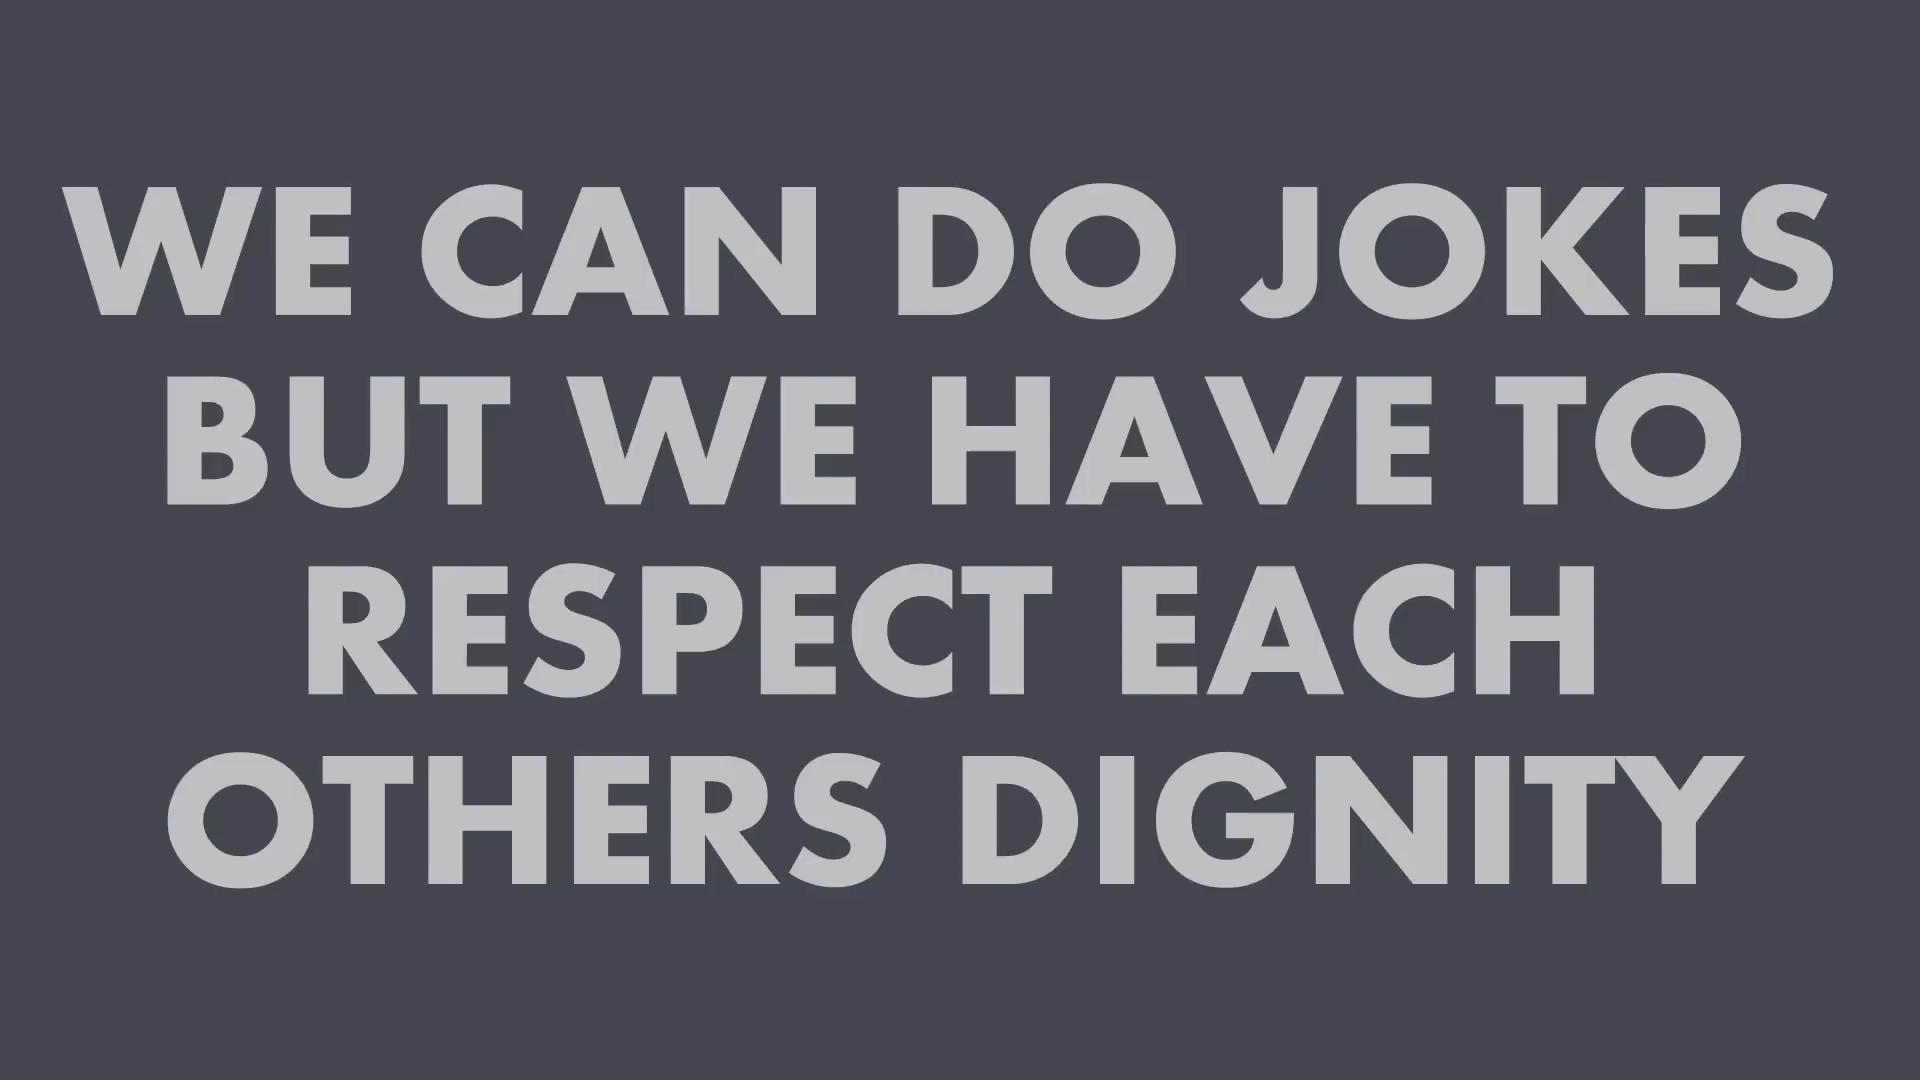 WE CAN DO JOKES
BUT WE HAVE TO
RESPECT EACH
OTHERS DIGNITY